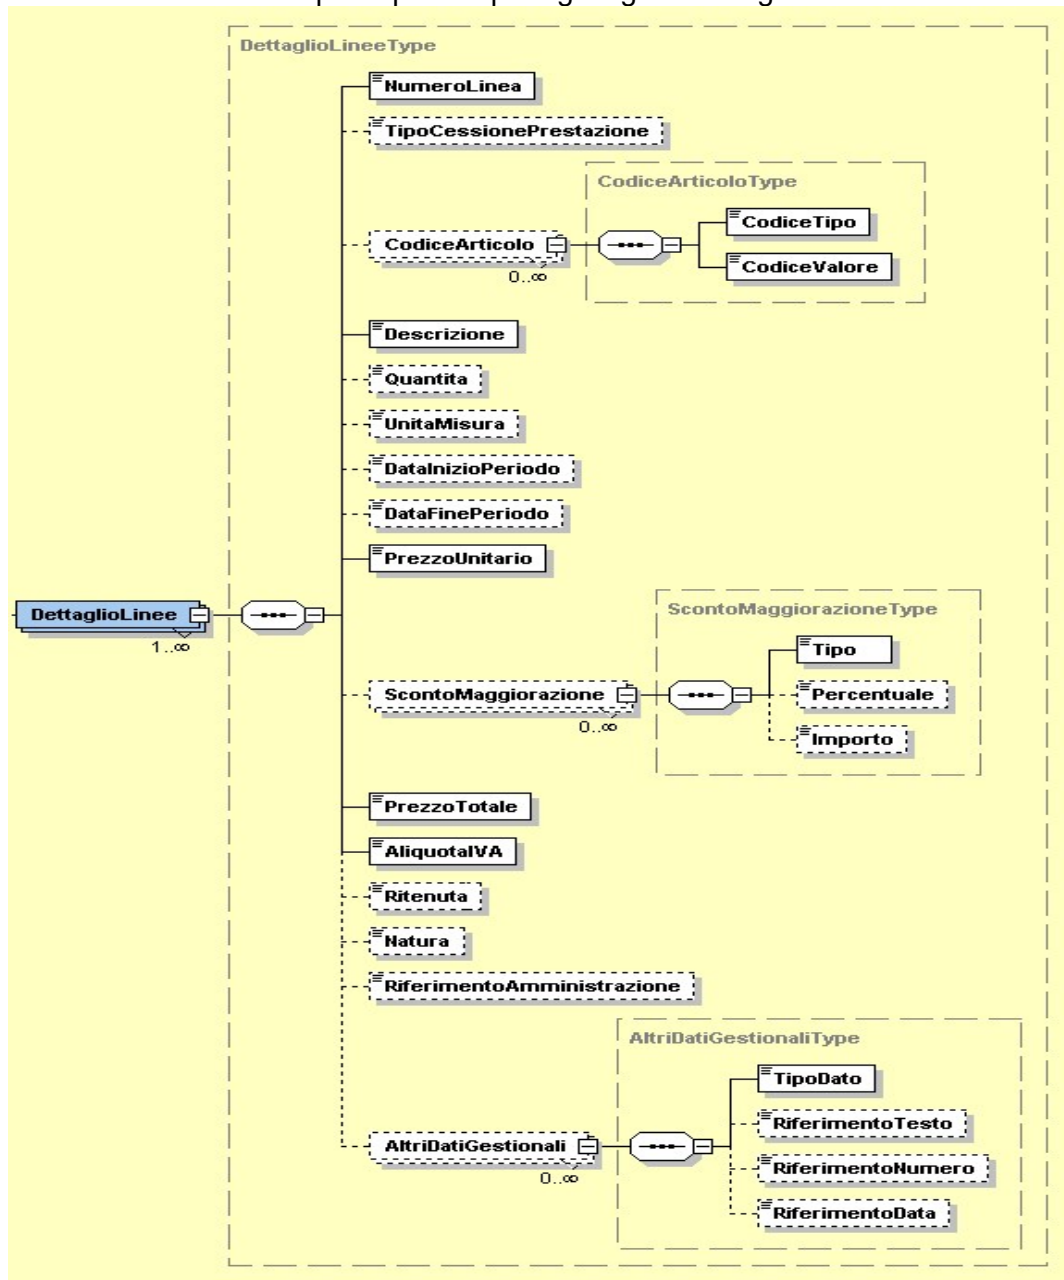 DettaglioLineeType
NumeroLinea
TipoCessionePrestazione
CodiceArticoloType
CodiceTipo
CodiceArticolo
CodiceValore
0..∞
Descrizione
Quantita
UnitaMisura
DataInizioPeriodo
DataFinePeriodo
PrezzoUnitario
DettaglioLinee
1..∞
ScontoMaggiorazioneType
Tipo
ScontoMaggiorazione
Percentuale
0..∞
Importo
PrezzoTotale
AliquotaIVA
Ritenuta
Natura
RiferimentoAmministrazione
AltriDatiGestionaliType
TipoDato
RiferimentoTesto
AltriDatiGestionali
RiferimentoNumero
0..∞
RiferimentoData